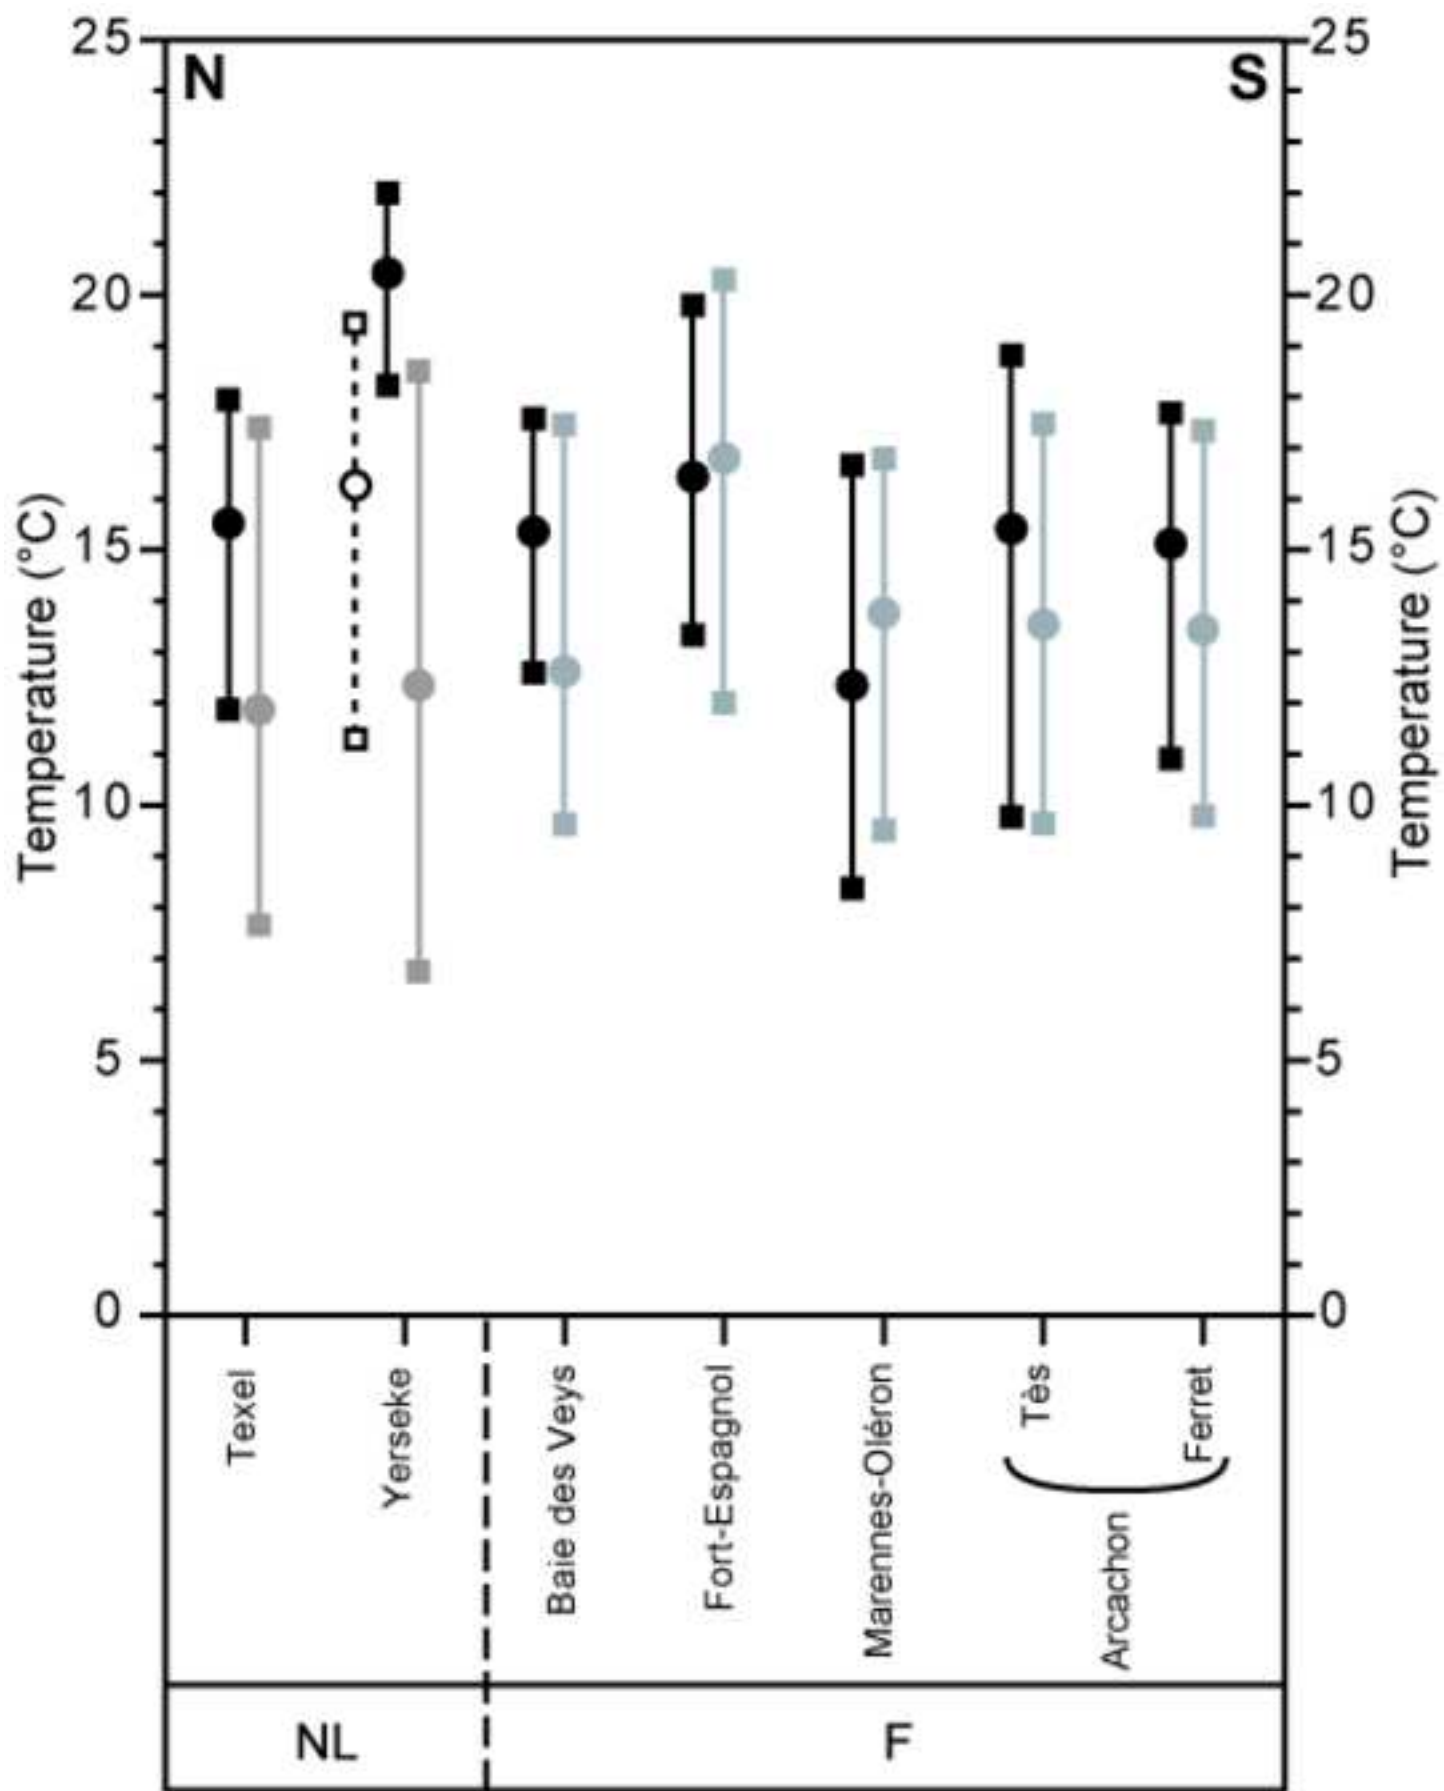 25
25
N
S
20
20
15
15
10
10
5
5
0
0
Temperature (°C)
Temperature (°C)
Texel
Yerseke
Baie des Veys
Fort-Espagnol
Marennes-Oléron
Tès
Ferret
Arcachon
NL
F